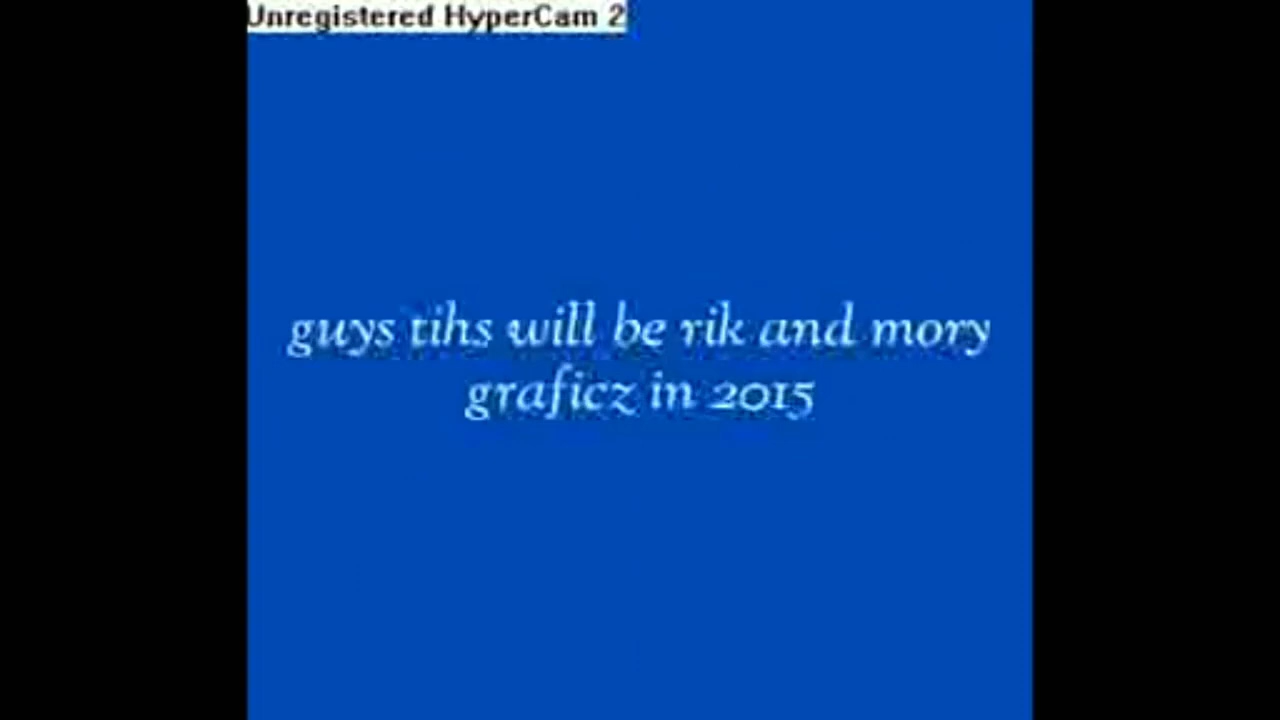 Unregistered HyperCam 2
guys tihs will be rik and mory
graficz in 2015